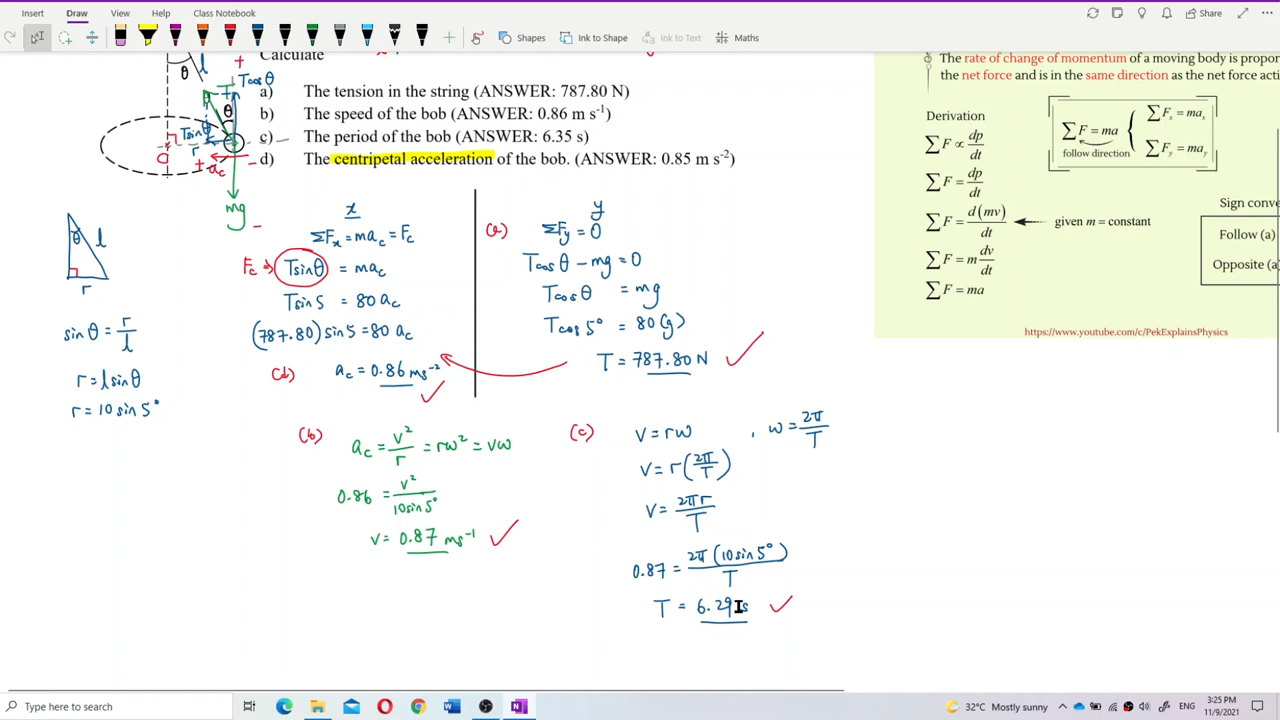 Insert Draw View Help Class Notebook
Share
Shapes Ink to Shape Ink to Text Maths
Calculate
a) The tension in the string (ANSWER: 787.80 N)
b) The speed of the bob (ANSWER: 0.86 m s⁻¹)
c) The period of the bob (ANSWER: 6.35 s)
d) The centripetal acceleration of the bob. (ANSWER: 0.85 m s⁻²)
θ l +
T Tcosθ
θ
Tsinθ
r
+ ac −
mg
−
θ l
r
sinθ = r/l
r = l sinθ
r = 10 sin 5°
x
ΣFx = mac = Fc
Fc ⇒ Tsinθ = mac
Tsin5 = 80 ac
(787.80) sin5 = 80 ac
(d) ac = 0.86 ms⁻²
(a) y
ΣFy = 0
Tcosθ − mg = 0
Tcosθ = mg
Tcos5° = 80(g)
T = 787.80 N
(b) ac = v²/r = rω² = vω
0.86 = v²/10sin5°
v = 0.87 ms⁻¹
(c) v = rω , ω = 2π/T
v = r(2π/T)
v = 2πr/T
0.87 = 2π(10sin5°)/T
T = 6.29 s
The rate of change of momentum of a moving body is propor
the net force and is in the same direction as the net force acti
Derivation
∑F ∝ dp/dt
∑F = dp/dt
∑F = d(mv)/dt given m = constant
∑F = m dv/dt
∑F = ma
∑F = ma { ∑Fx = max
follow direction ∑Fy = may
Sign conve
Follow (a)
Opposite (a)
https://www.youtube.com/c/PekExplainsPhysics
Type here to search
32°C Mostly sunny ENG 3:25 PM
11/9/2021